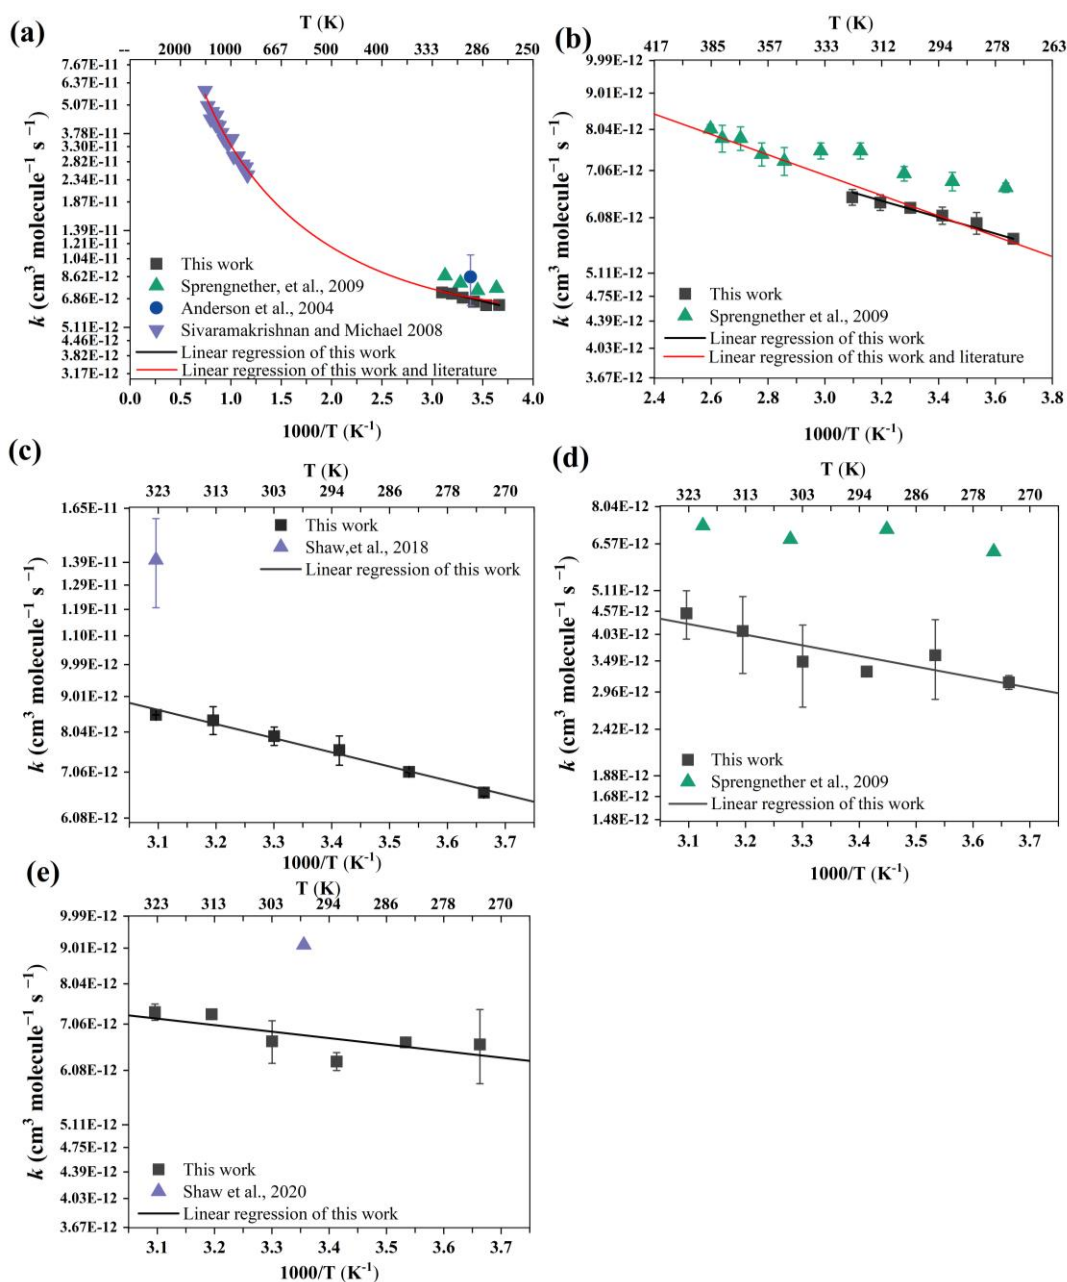 (a)
T (K)
-- 2000 1000 667 500 400 333 286 250
7.67E-11
6.37E-11
5.07E-11
3.78E-11
3.30E-11
2.82E-11
2.34E-11
1.87E-11
1.39E-11
1.21E-11
1.04E-11
8.62E-12
6.86E-12
5.11E-12
4.46E-12
3.82E-12
3.17E-12
k (cm³ molecule⁻¹ s⁻¹)
This work
Sprengnether, et al., 2009
Anderson et al., 2004
Sivaramakrishnan and Michael 2008
Linear regression of this work
Linear regression of this work and literature
0.0 0.5 1.0 1.5 2.0 2.5 3.0 3.5 4.0
1000/T (K⁻¹)
(b)
T (K)
417 385 357 333 312 294 278 263
9.99E-12
9.01E-12
8.04E-12
7.06E-12
6.08E-12
5.11E-12
4.75E-12
4.39E-12
4.03E-12
3.67E-12
k (cm³ molecule⁻¹ s⁻¹)
This work
Sprengnether et al., 2009
Linear regression of this work
Linear regression of this work and literature
2.4 2.6 2.8 3.0 3.2 3.4 3.6 3.8
1000/T (K⁻¹)
(c)
T (K)
323 313 303 294 286 278 270
1.65E-11
1.39E-11
1.29E-11
1.19E-11
1.10E-11
9.99E-12
9.01E-12
8.04E-12
7.06E-12
6.08E-12
k (cm³ molecule⁻¹ s⁻¹)
This work
Shaw,et al., 2018
Linear regression of this work
3.1 3.2 3.3 3.4 3.5 3.6 3.7
1000/T (K⁻¹)
(d)
T (K)
323 313 303 294 286 278 270
8.04E-12
6.57E-12
5.11E-12
4.57E-12
4.03E-12
3.49E-12
2.96E-12
2.42E-12
1.88E-12
1.68E-12
1.48E-12
k (cm³ molecule⁻¹ s⁻¹)
This work
Sprengnether et al., 2009
Linear regression of this work
3.1 3.2 3.3 3.4 3.5 3.6 3.7
1000/T (K⁻¹)
(e)
T (K)
323 313 303 294 286 278 270
9.99E-12
9.01E-12
8.04E-12
7.06E-12
6.08E-12
5.11E-12
4.75E-12
4.39E-12
4.03E-12
3.67E-12
k (cm³ molecule⁻¹ s⁻¹)
This work
Shaw et al., 2020
Linear regression of this work
3.1 3.2 3.3 3.4 3.5 3.6 3.7
1000/T (K⁻¹)